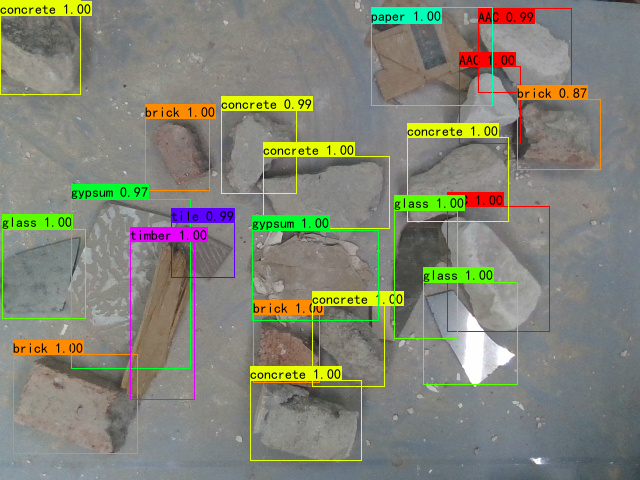 concrete 1.00
paper 1.00
AAC 0.99
AAC 1.00
brick 0.87
concrete 0.99
brick 1.00
concrete 1.00
concrete 1.00
gypsum 0.97
glass 1.00
C 1.00
tile 0.99
glass 1.00
gypsum 1.00
timber 1.00
glass 1.00
concrete 1.00
brick 1.00
brick 1.00
concrete 1.00